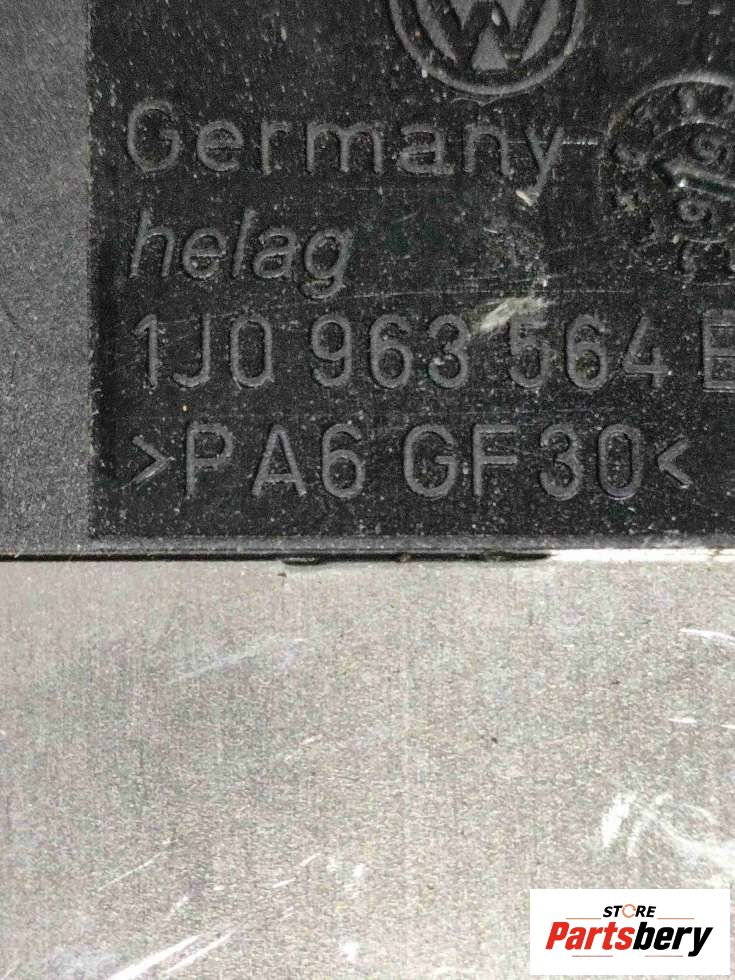 Germany
helag
1J0 963 564
>PA6 GF30<
STORE
Partsbery